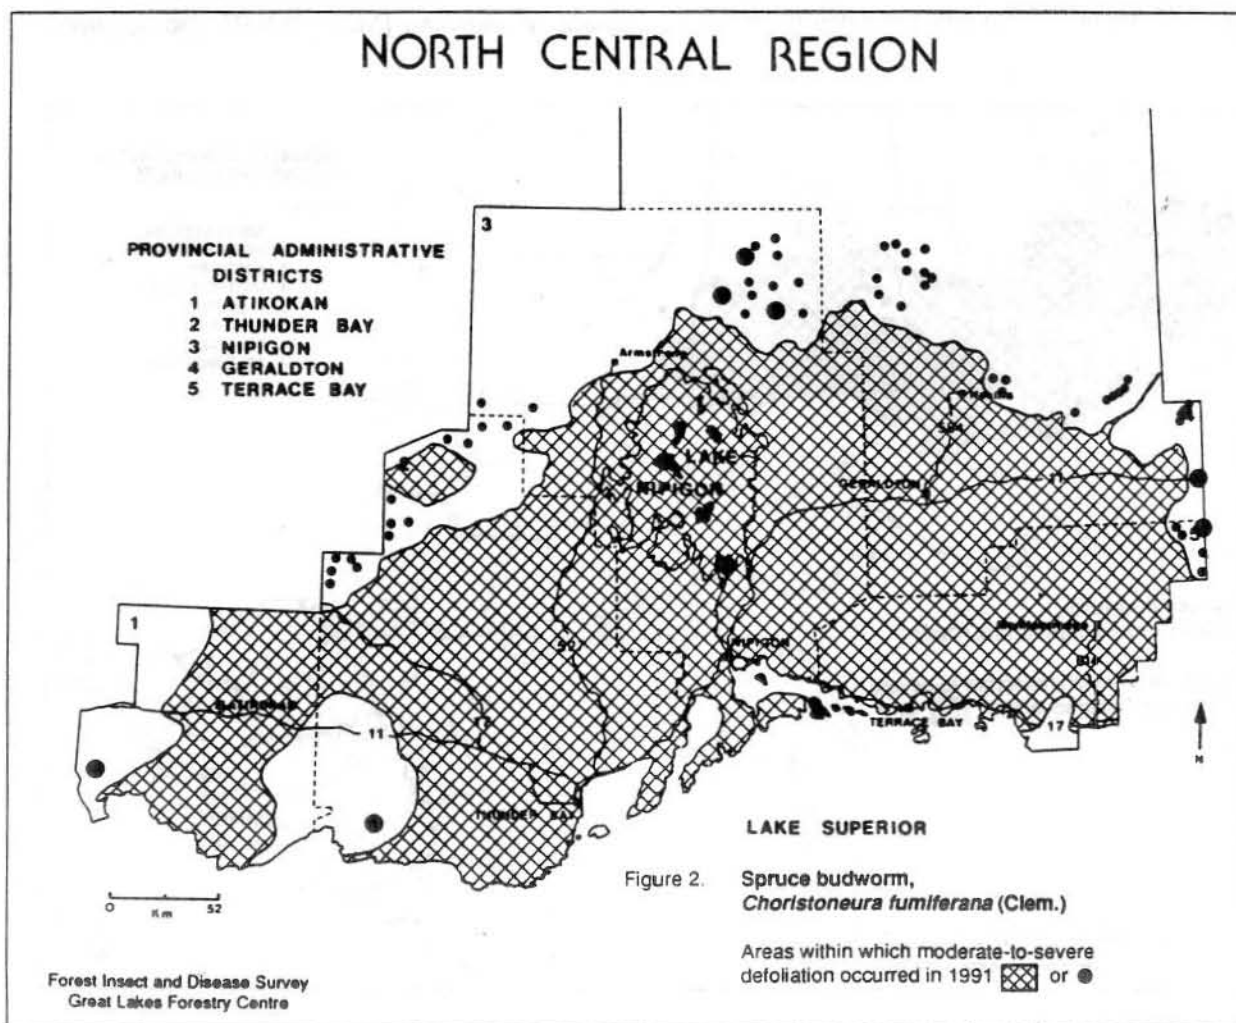 NORTH CENTRAL REGION
PROVINCIAL ADMINISTRATIVE
DISTRICTS
1 ATIKOKAN
2 THUNDER BAY
3 NIPIGON
4 GERALDTON
5 TERRACE BAY
3
LAKE
NIPIGON
584
GERALDTON
11
5
1
NIPIGON
TERRACE BAY
17
11
THUNDER BAY
N
LAKE SUPERIOR
0 Km 52
Figure 2. Spruce budworm,
Choristoneura fumiferana (Clem.)
Areas within which moderate-to-severe
defoliation occurred in 1991 or
Forest Insect and Disease Survey
Great Lakes Forestry Centre